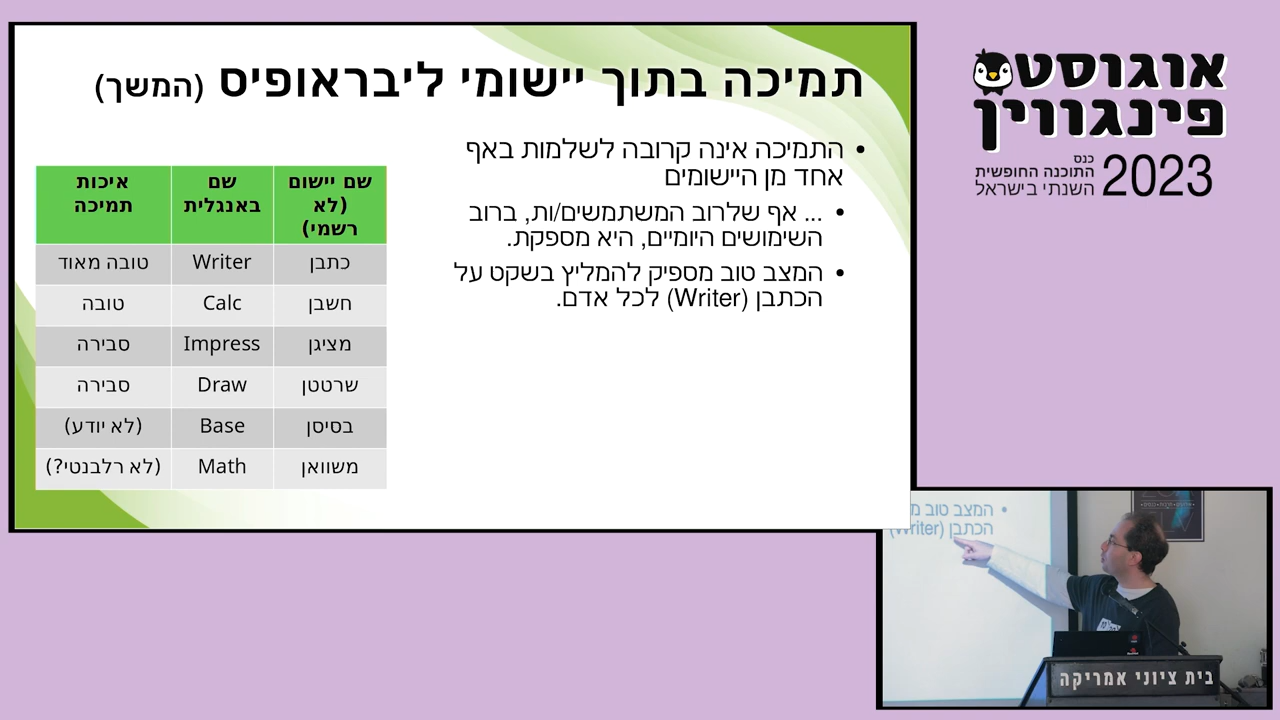 תמיכה בתוך יישומי ליבראופיס (המשך)
• התמיכה אינה קרובה לשלמות באף
אחד מן היישומים
• ... אף שלרוב המשתמשים/ות, ברוב
השימושים היומיים, היא מספקת.
• המצב טוב מספיק להמליץ בשקט על
הכתבן (Writer) לכל אדם.
שם יישום (לא רשמי) שם באנגלית איכות תמיכה
כתבן Writer טובה מאוד
חשבן Calc טובה
מציגן Impress סבירה
שרטטן Draw סבירה
בסיסן Base (לא יודע)
משוואן Math (לא רלבנטי?)
אוגוסט
פינגווין
2023
כנס
התוכנה החופשית
השנתי בישראל
• המצב טוב
הכתבן (Writer)
בית ציוני אמריקה